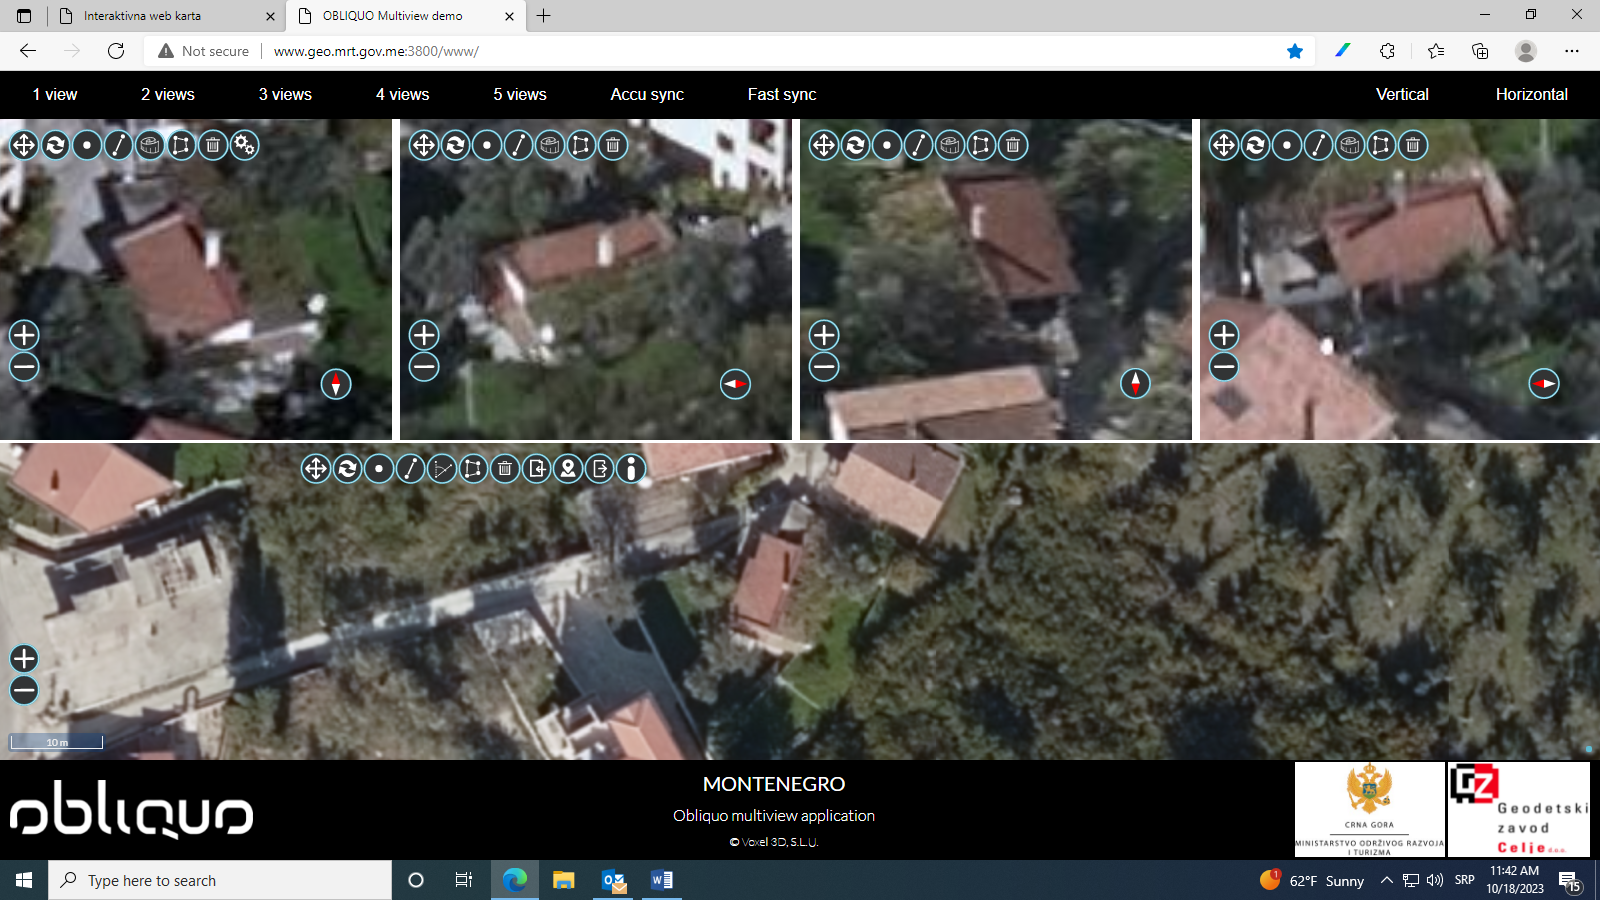 Interaktivna web karta
OBLIQUO Multiview demo
Not secure
www.geo.mrt.gov.me:3800/www/
1 view
2 views
3 views
4 views
5 views
Accu sync
Fast sync
Vertical
Horizontal
10 m
obliquo
MONTENEGRO
Obliquo multiview application
© Voxel 3D, S.L.U.
CRNA GORA
MINISTARSTVO ODRŽIVOG RAZVOJA
I TURIZMA
GZ
Geodetski
zavod
Celje d.o.o.
Type here to search
1
62°F Sunny
SRP
11:42 AM
10/18/2023
15